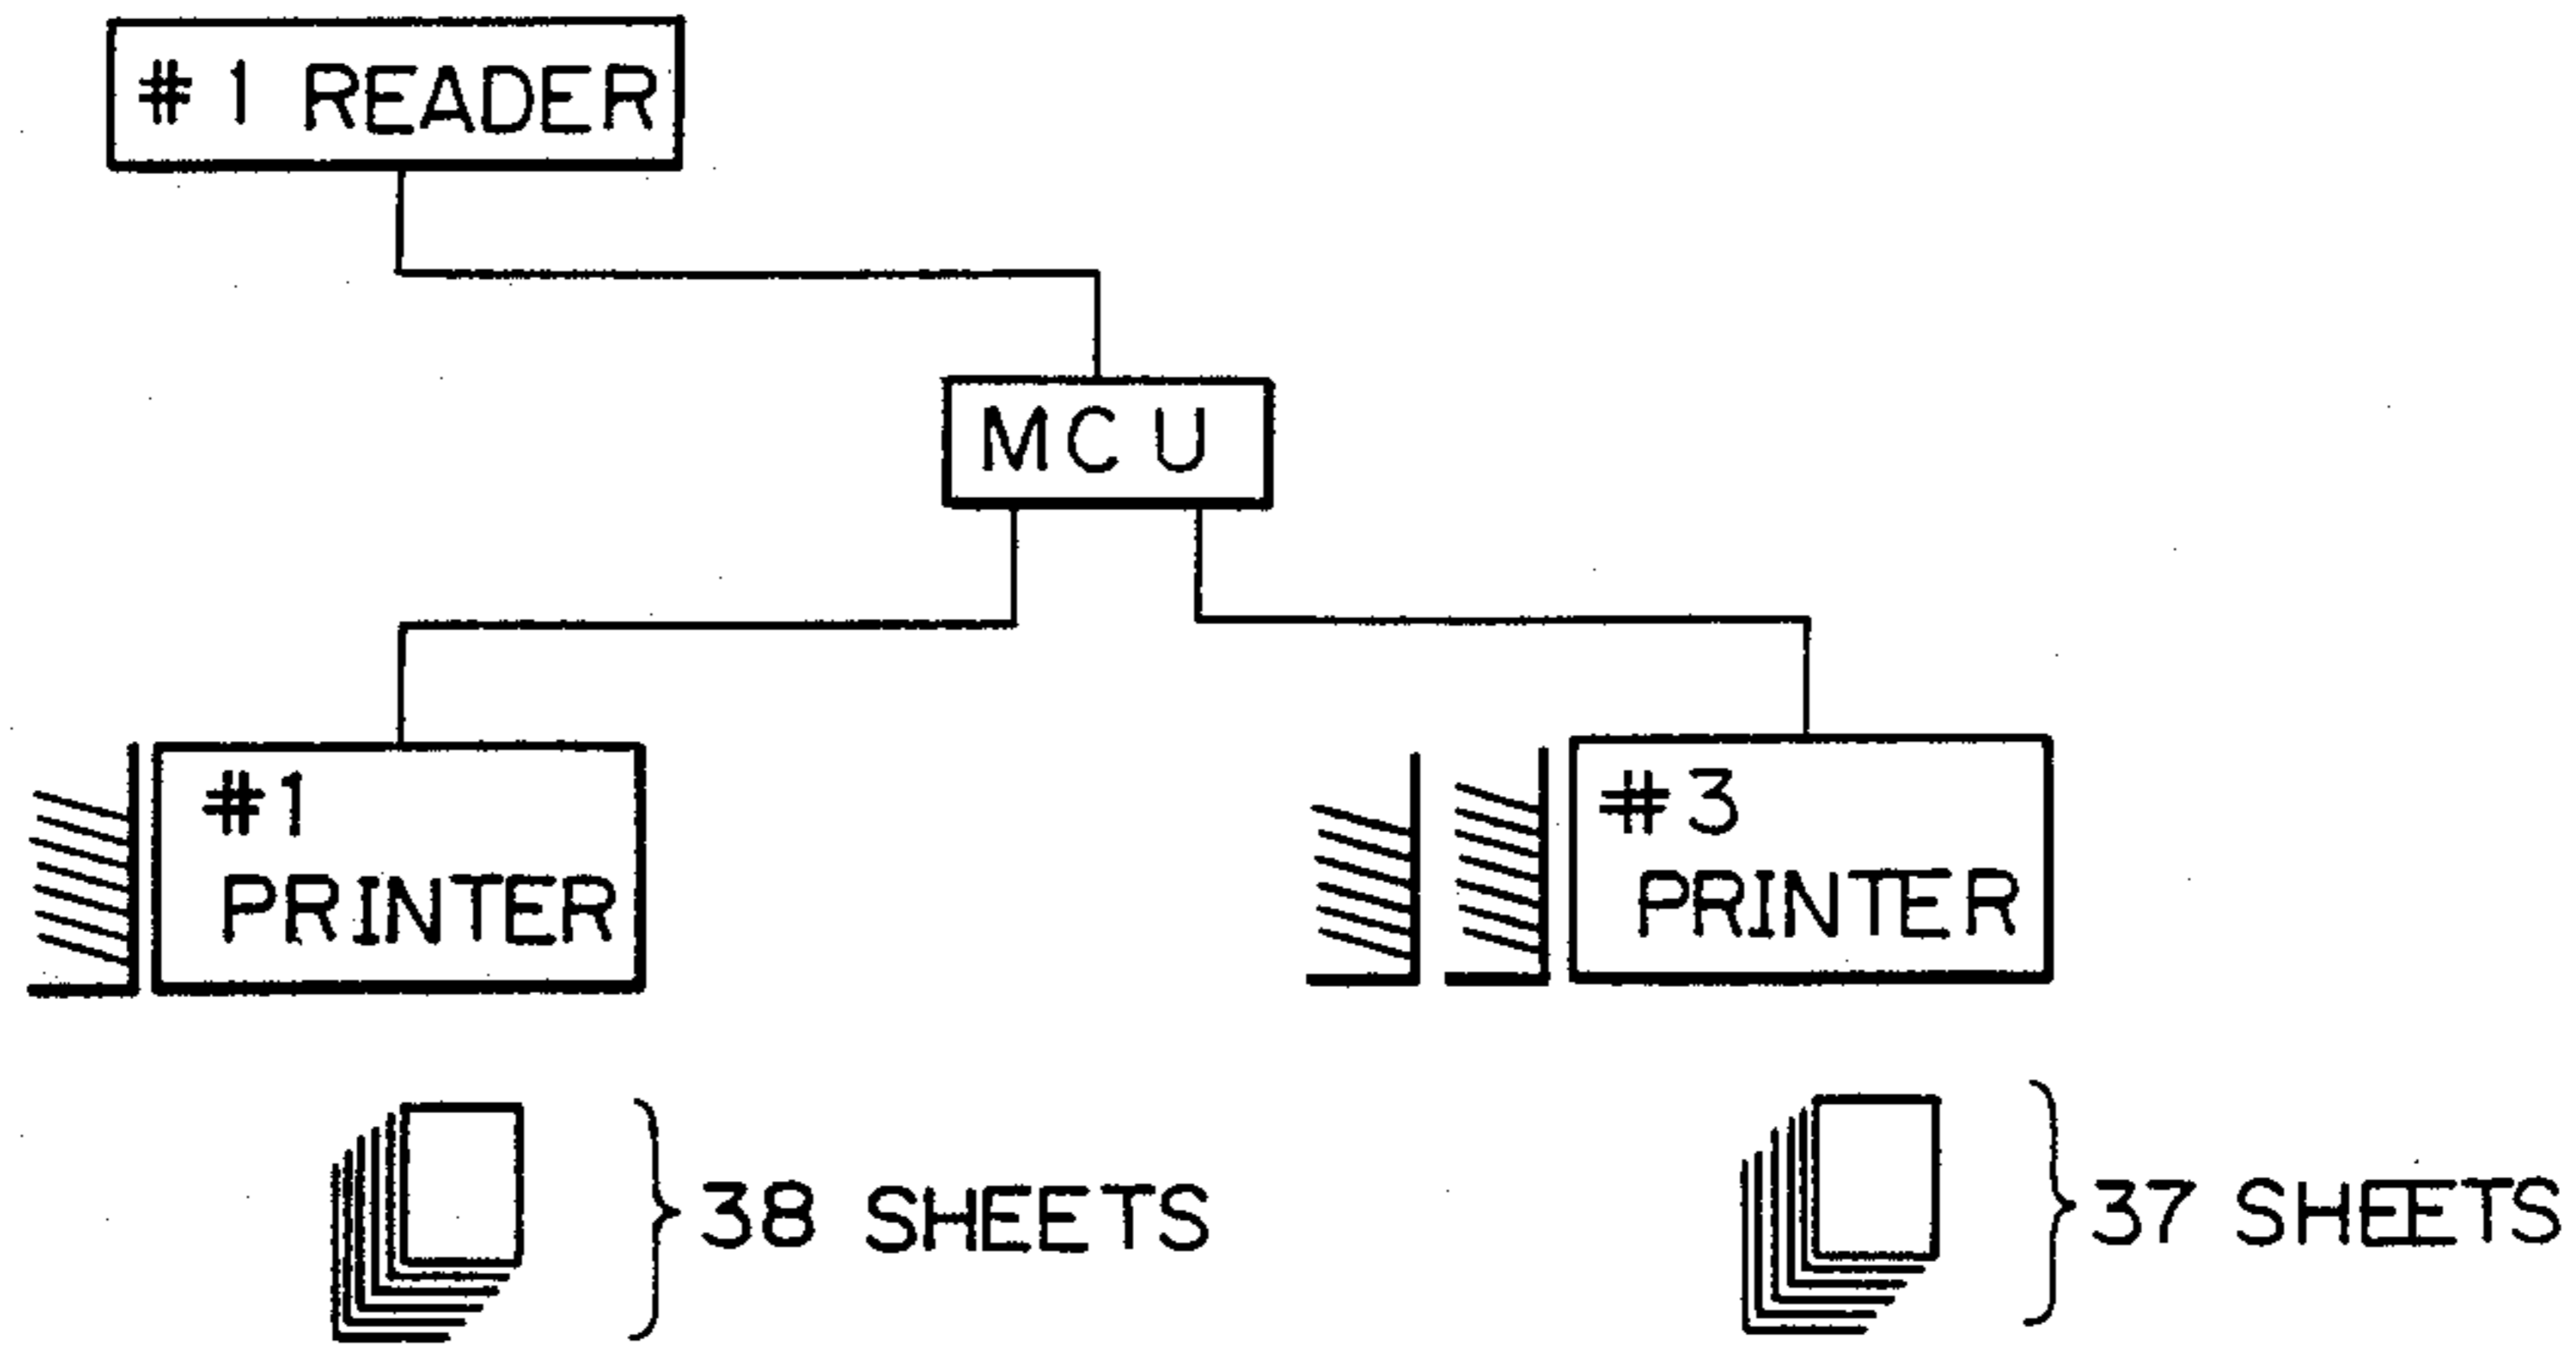 # 1 READER
MCU
#1
PRINTER
#3
PRINTER
38 SHEETS
37 SHEETS